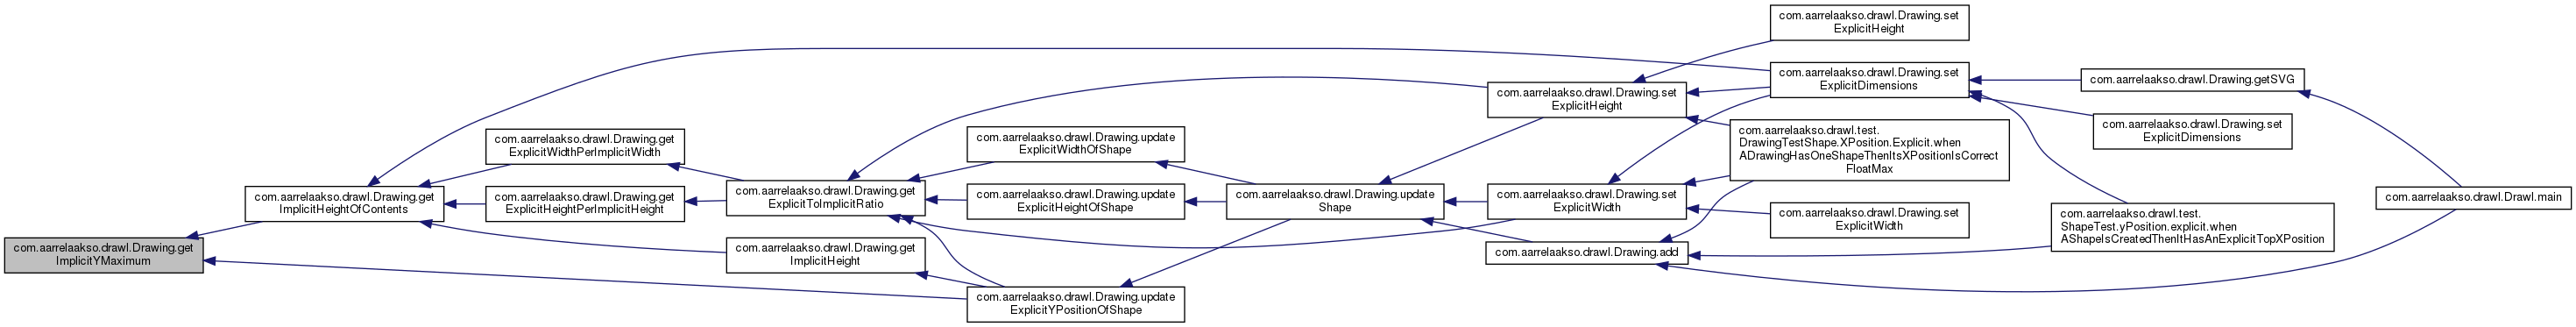 com.aarrelaakso.drawl.Drawing.get
ImplicitYMaximum
com.aarrelaakso.drawl.Drawing.get
ImplicitHeightOfContents
com.aarrelaakso.drawl.Drawing.get
ExplicitWidthPerImplicitWidth
com.aarrelaakso.drawl.Drawing.get
ExplicitHeightPerImplicitHeight
com.aarrelaakso.drawl.Drawing.get
ExplicitToImplicitRatio
com.aarrelaakso.drawl.Drawing.get
ImplicitHeight
com.aarrelaakso.drawl.Drawing.update
ExplicitWidthOfShape
com.aarrelaakso.drawl.Drawing.update
ExplicitHeightOfShape
com.aarrelaakso.drawl.Drawing.update
ExplicitYPositionOfShape
com.aarrelaakso.drawl.Drawing.update
Shape
com.aarrelaakso.drawl.Drawing.set
ExplicitHeight
com.aarrelaakso.drawl.Drawing.set
ExplicitWidth
com.aarrelaakso.drawl.Drawing.add
com.aarrelaakso.drawl.Drawing.set
ExplicitHeight
com.aarrelaakso.drawl.Drawing.set
ExplicitDimensions
com.aarrelaakso.drawl.test.
DrawingTestShape.XPosition.Explicit.when
ADrawingHasOneShapeThenItsXPositionIsCorrect
FloatMax
com.aarrelaakso.drawl.Drawing.set
ExplicitWidth
com.aarrelaakso.drawl.Drawing.getSVG
com.aarrelaakso.drawl.Drawing.set
ExplicitDimensions
com.aarrelaakso.drawl.test.
ShapeTest.yPosition.explicit.when
AShapeIsCreatedThenItHasAnExplicitTopXPosition
com.aarrelaakso.drawl.Drawl.main